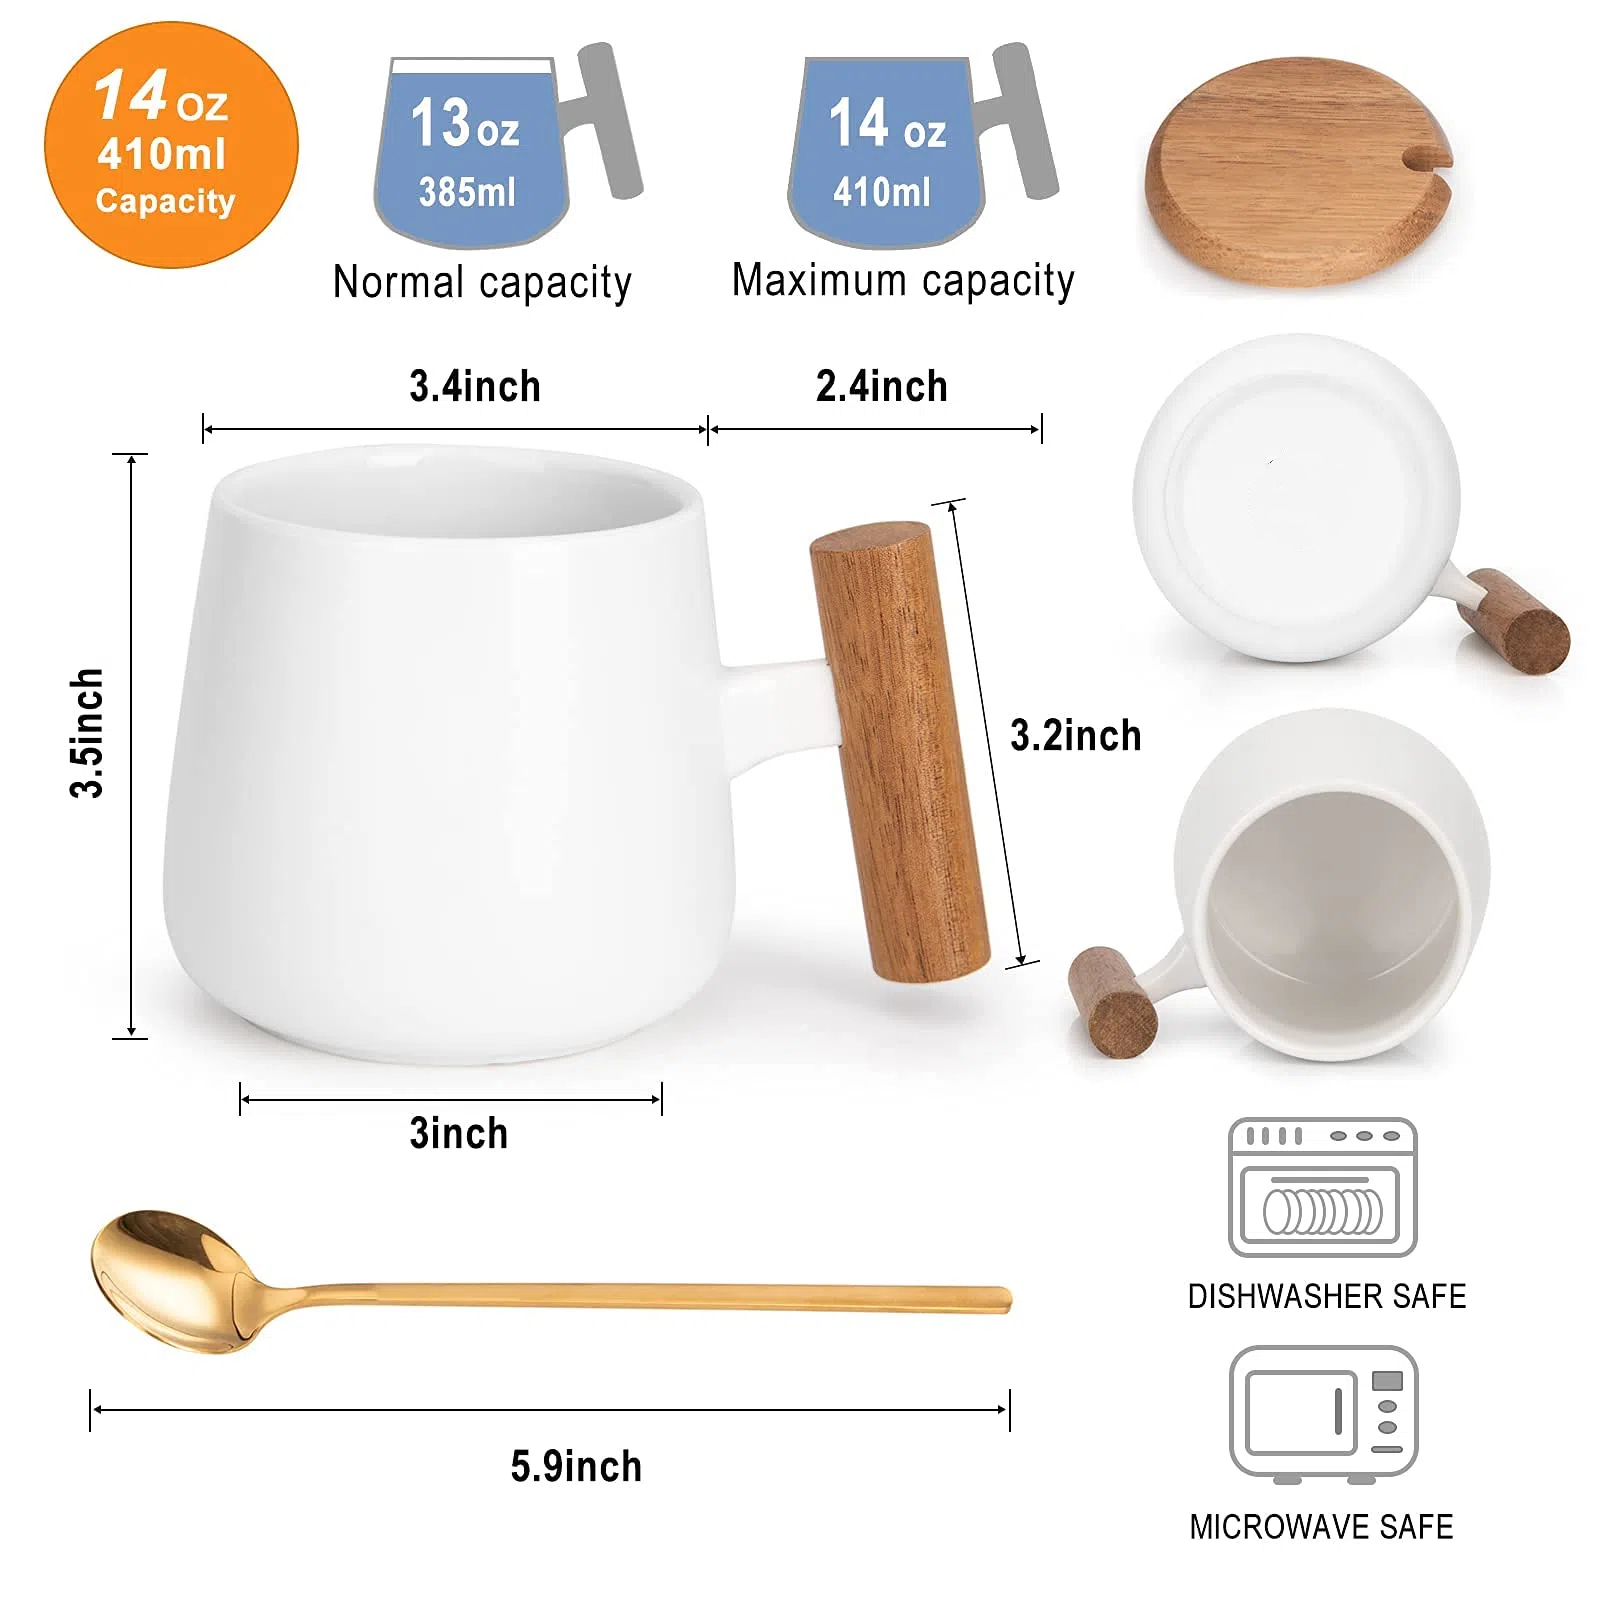 14 OZ
410ml
Capacity
13 oz
385ml
Normal capacity
14 oz
410ml
Maximum capacity
3.4inch
2.4inch
3.5inch
3.2inch
3inch
5.9inch
DISHWASHER SAFE
MICROWAVE SAFE